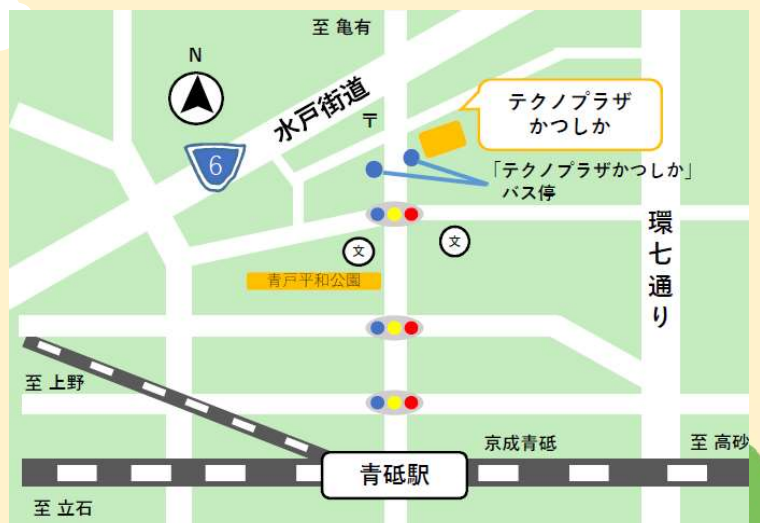 至 亀有
N
水戸街道
〒
テクノプラザ
かつしか
6
「テクノプラザかつしか」
バス停
文
文
環七通り
青戸平和公園
至 上野
京成青砥
至 高砂
青砥駅
至 立石